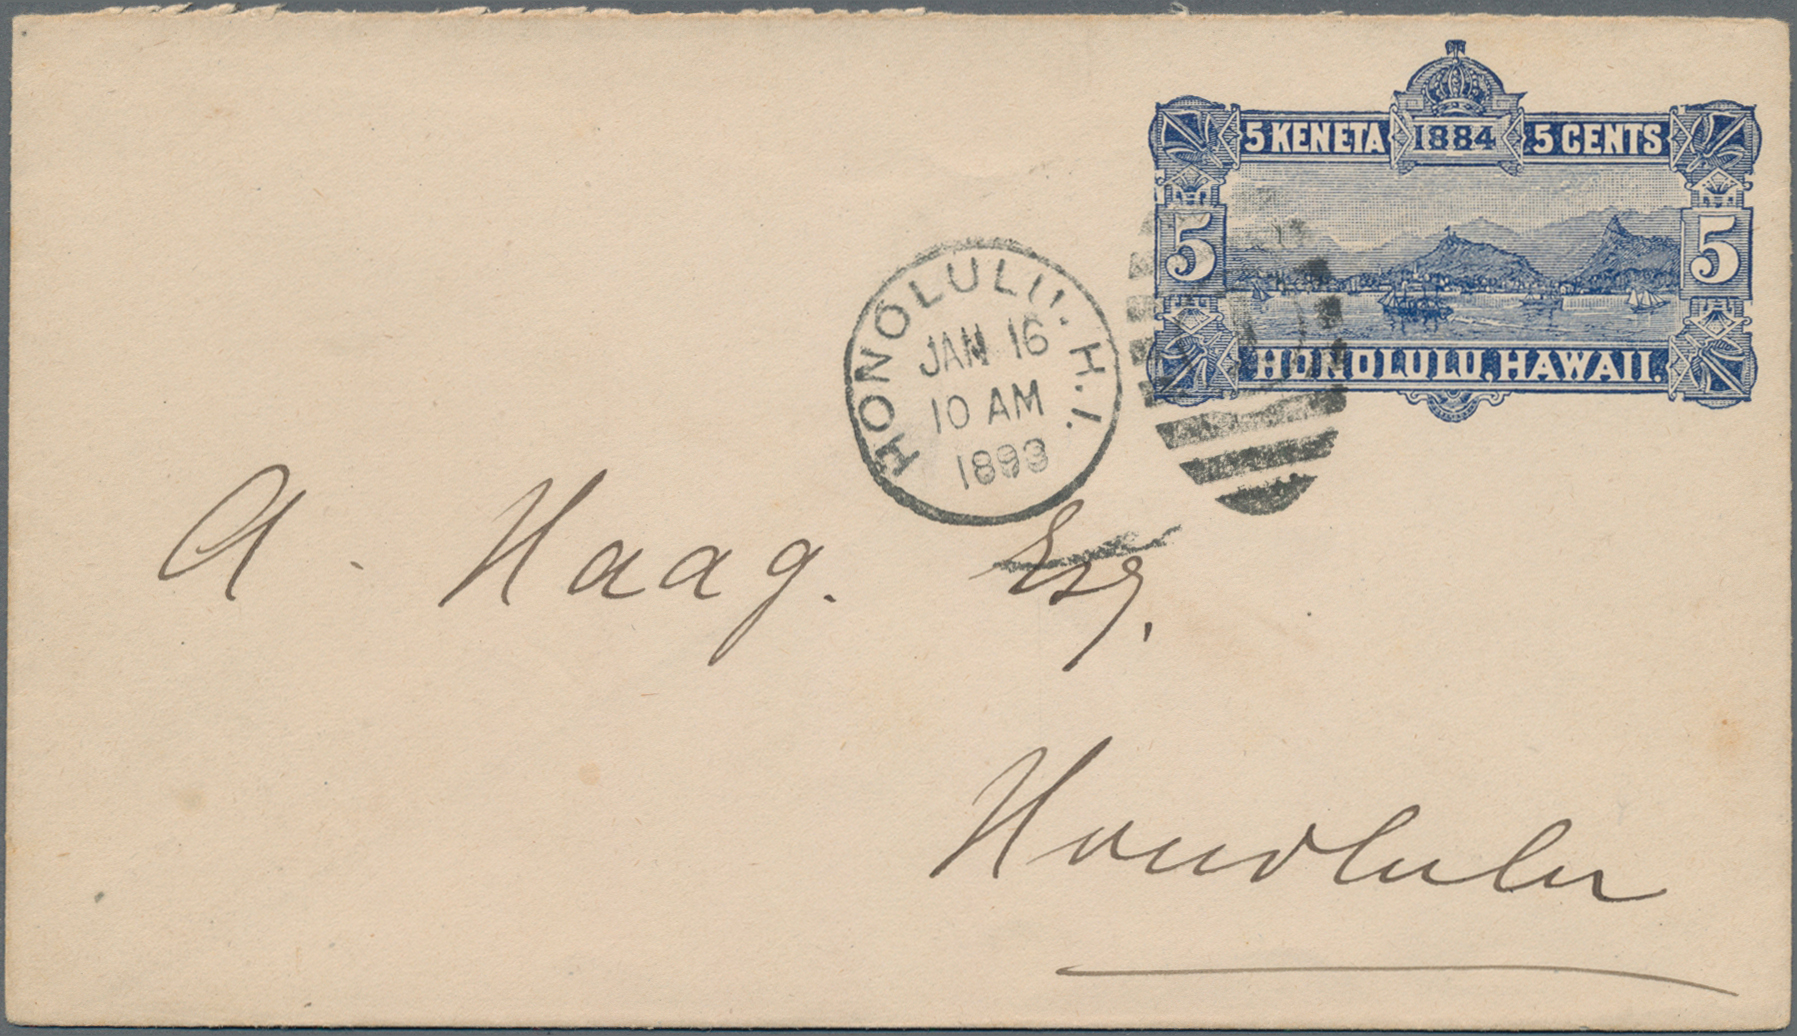 5 KENETA 1884 5 CENTS
5 5
HONOLULU, HAWAII.
HONOLULU. H.I.
JAN 16
10 AM
1893
A. Haag. Esq.
Honolulu